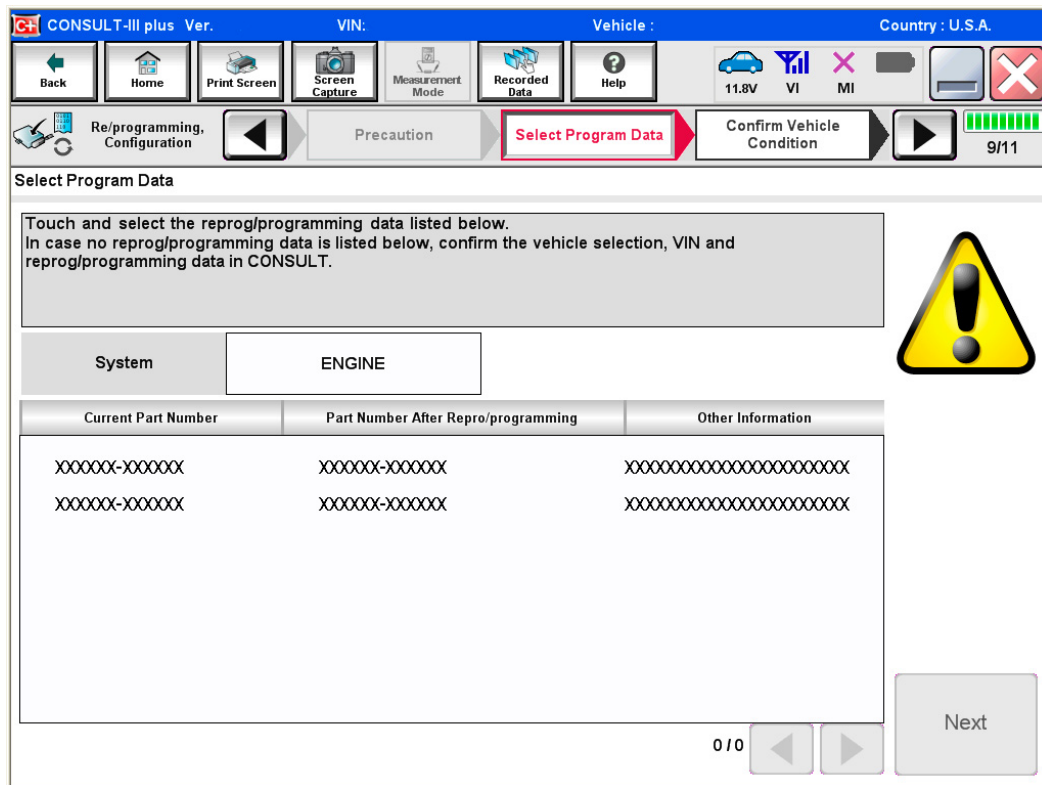 C+ CONSULT-III plus Ver. VIN: Vehicle : Country : U.S.A.
Back Home Print Screen Screen Capture Measurement Mode Recorded Data Help 11.8V VI MI
Re/programming, Configuration Precaution Select Program Data Confirm Vehicle Condition 9/11
Select Program Data
Touch and select the reprog/programming data listed below.
In case no reprog/programming data is listed below, confirm the vehicle selection, VIN and
reprog/programming data in CONSULT.
System ENGINE
Current Part Number Part Number After Repro/programming Other Information
XXXXXX-XXXXXX XXXXXX-XXXXXX XXXXXXXXXXXXXXXXXXXXXX
XXXXXX-XXXXXX XXXXXX-XXXXXX XXXXXXXXXXXXXXXXXXXXXX
Next
0/0